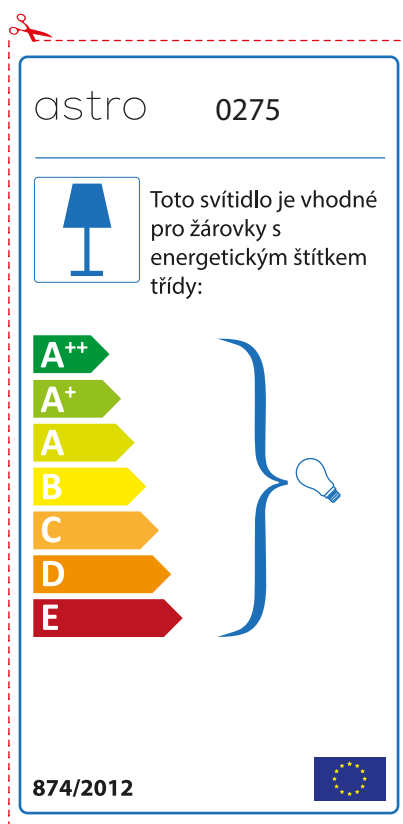 astro 0275
Toto svítidlo je vhodné
pro žárovky s
energetickým štítkem
třídy:
A++
A+
A
B
C
D
E
874/2012